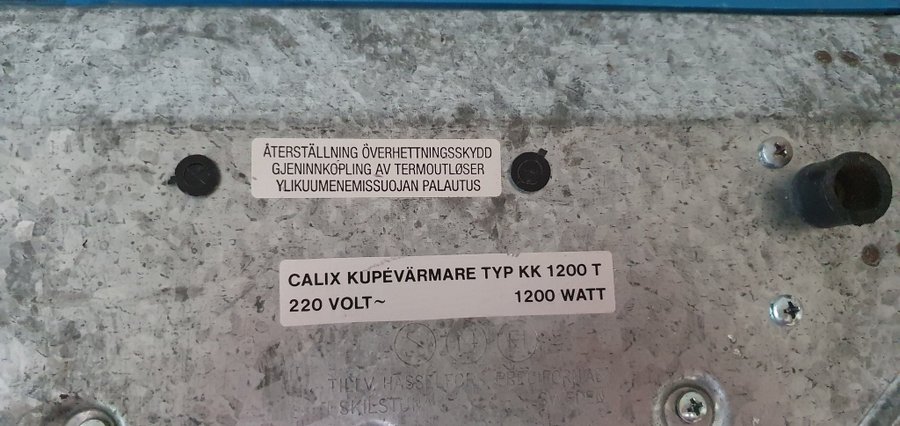 ÅTERSTÄLLNING ÖVERHETTNINGSSKYDD
GJENINNKOPLING AV TERMOUTLØSER
YLIKUUMENEMISSUOJAN PALAUTUS
CALIX KUPÉVÄRMARE TYP KK 1200 T
220 VOLT~ 1200 WATT